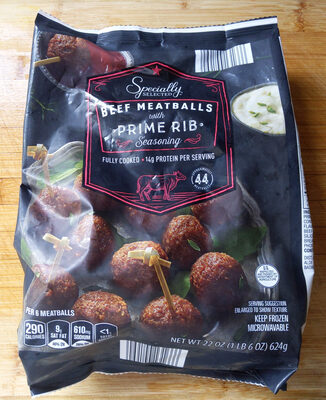 Specially
SELECTED
BEEF MEATBALLS
with
PRIME RIB
Seasoning
FULLY COOKED • 14g PROTEIN PER SERVING
44
PER 6 MEATBALLS
290
CALORIES
9g
SAT FAT
610mg
SODIUM
<1g
SERVING SUGGESTION
ENLARGED TO SHOW TEXTURE
KEEP FROZEN
MICROWAVABLE
NET WT 22 OZ (1 LB 6 OZ) 624g